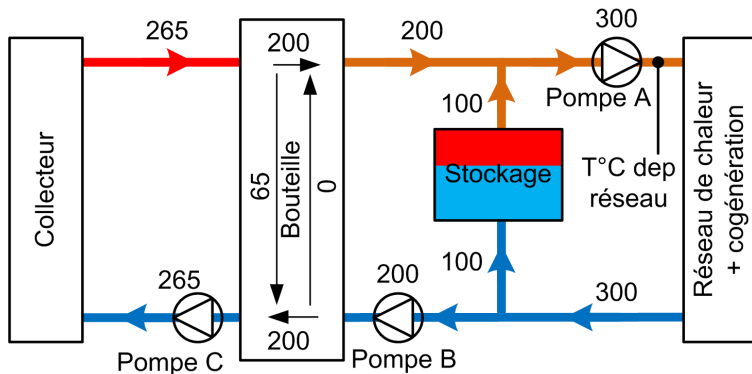 265
200
200
300
Pompe A
100
Collecteur
65
Bouteille
0
Stockage
T°C dep
réseau
Réseau de chaleur
+ cogénération
100
265
200
200
300
Pompe C
Pompe B